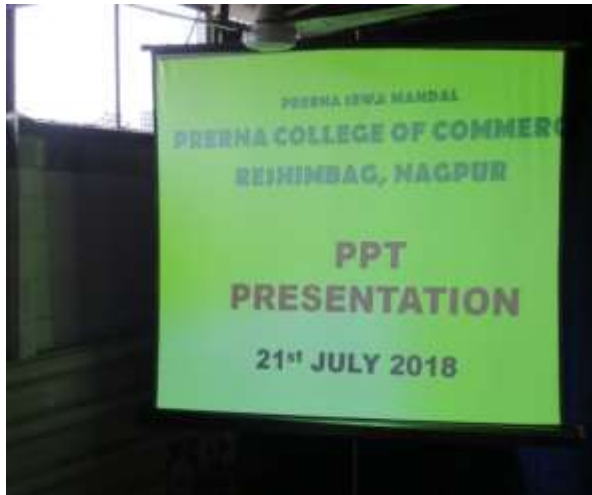 PRERNA SEWA MANDAL
PRERNA COLLEGE OF COMMERC
RESHIMBAG, NAGPUR
PPT
PRESENTATION
21st JULY 2018